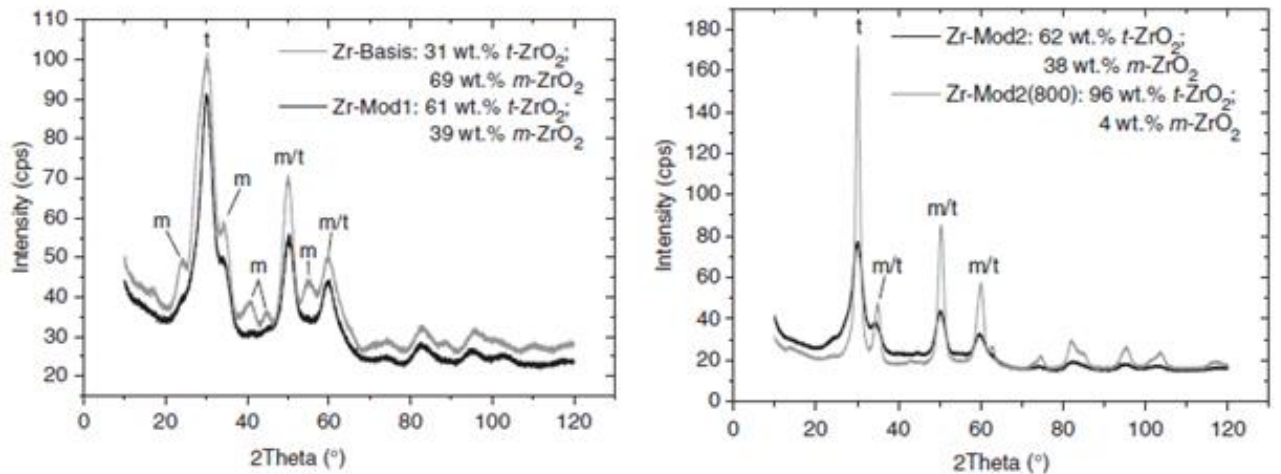 110
100
90
80
70
60
50
40
30
20
Intensity (cps)
t
Zr-Basis: 31 wt.% t-ZrO2;
69 wt.% m-ZrO2
Zr-Mod1: 61 wt.% t-ZrO2;
39 wt.% m-ZrO2
m
m
m
m/t
m
m/t
0 20 40 60 80 100 120
2Theta (°)
180
160
140
120
100
80
60
40
20
0
Intensity (cps)
t
Zr-Mod2: 62 wt.% t-ZrO2;
38 wt.% m-ZrO2
Zr-Mod2(800): 96 wt.% t-ZrO2;
4 wt.% m-ZrO2
m/t
m/t
m/t
0 20 40 60 80 100 120
2Theta (°)